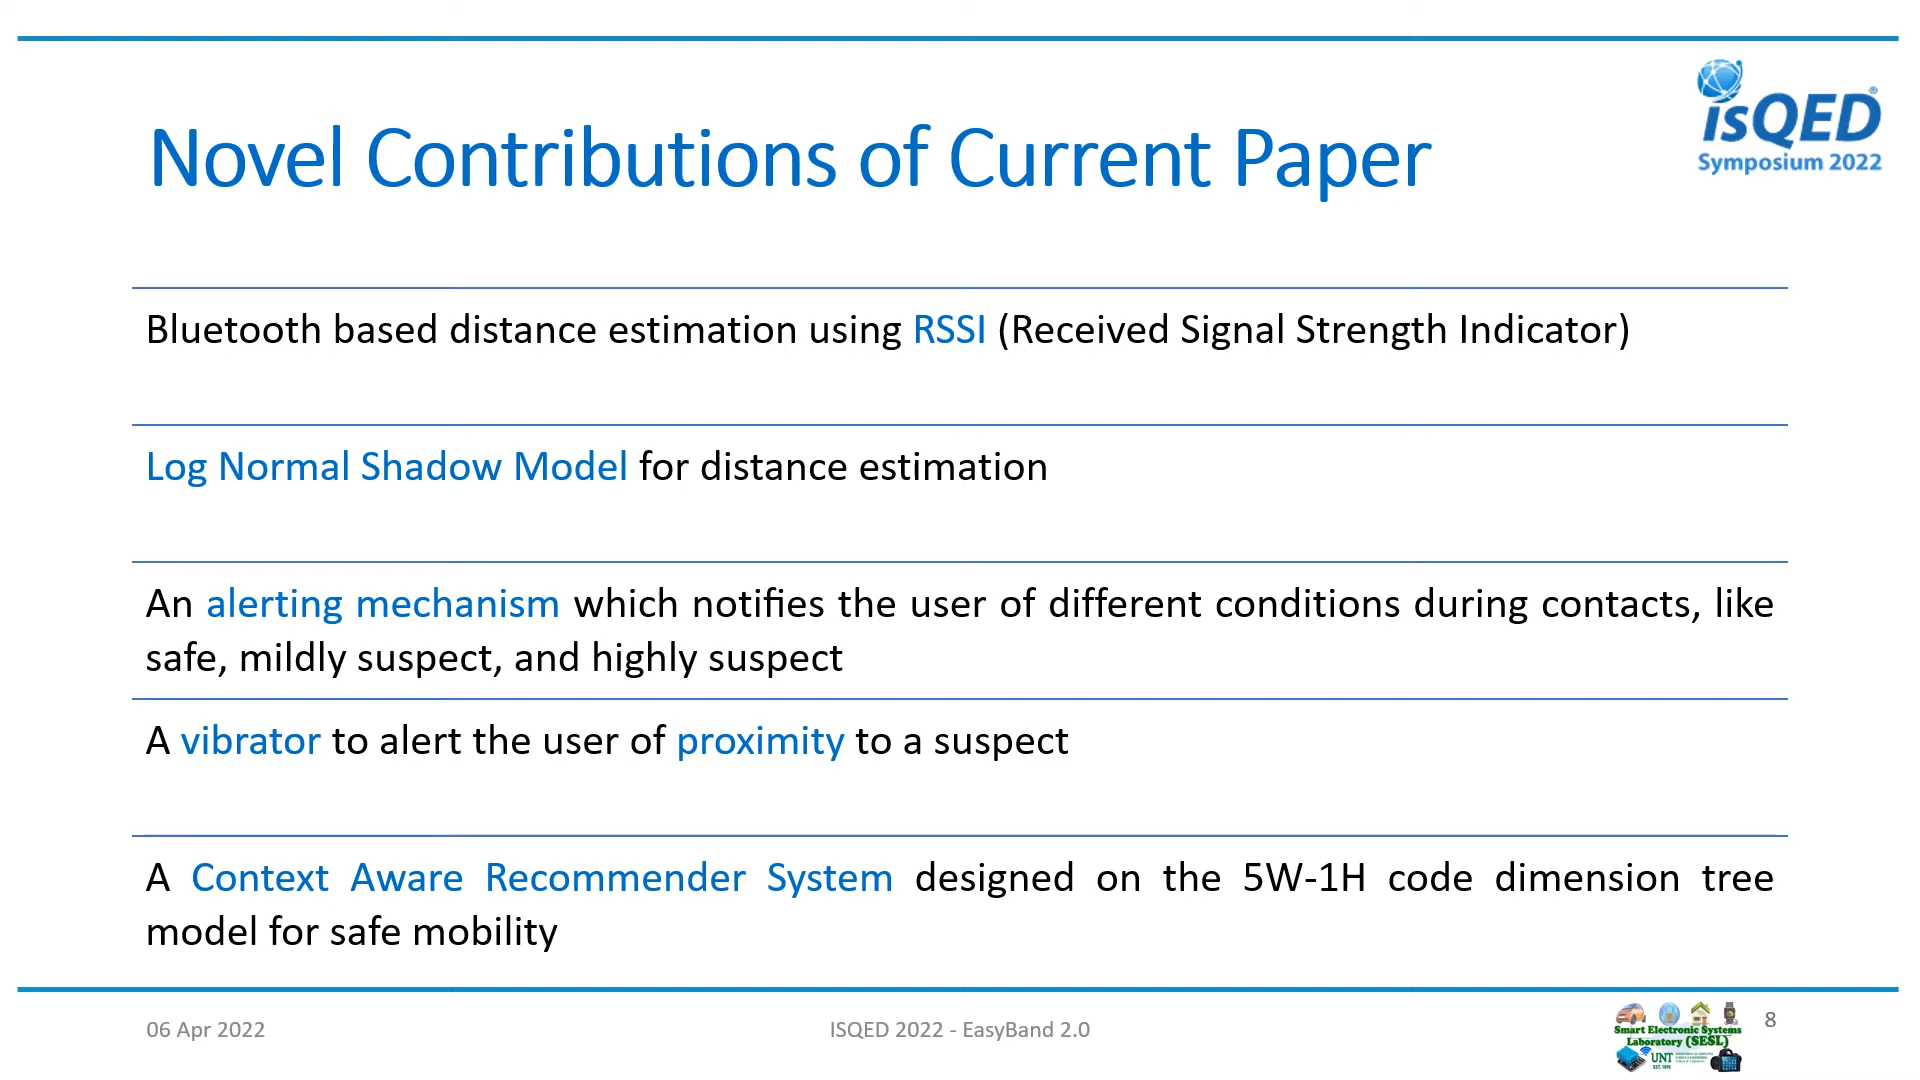 isQED®
Symposium 2022
Novel Contributions of Current Paper
Bluetooth based distance estimation using RSSI (Received Signal Strength Indicator)
Log Normal Shadow Model for distance estimation
An alerting mechanism which notifies the user of different conditions during contacts, like
safe, mildly suspect, and highly suspect
A vibrator to alert the user of proximity to a suspect
A Context Aware Recommender System designed on the 5W-1H code dimension tree
model for safe mobility
06 Apr 2022
ISQED 2022 - EasyBand 2.0
Smart Electronic Systems
Laboratory (SESL)
UNT
EST. 1890
8